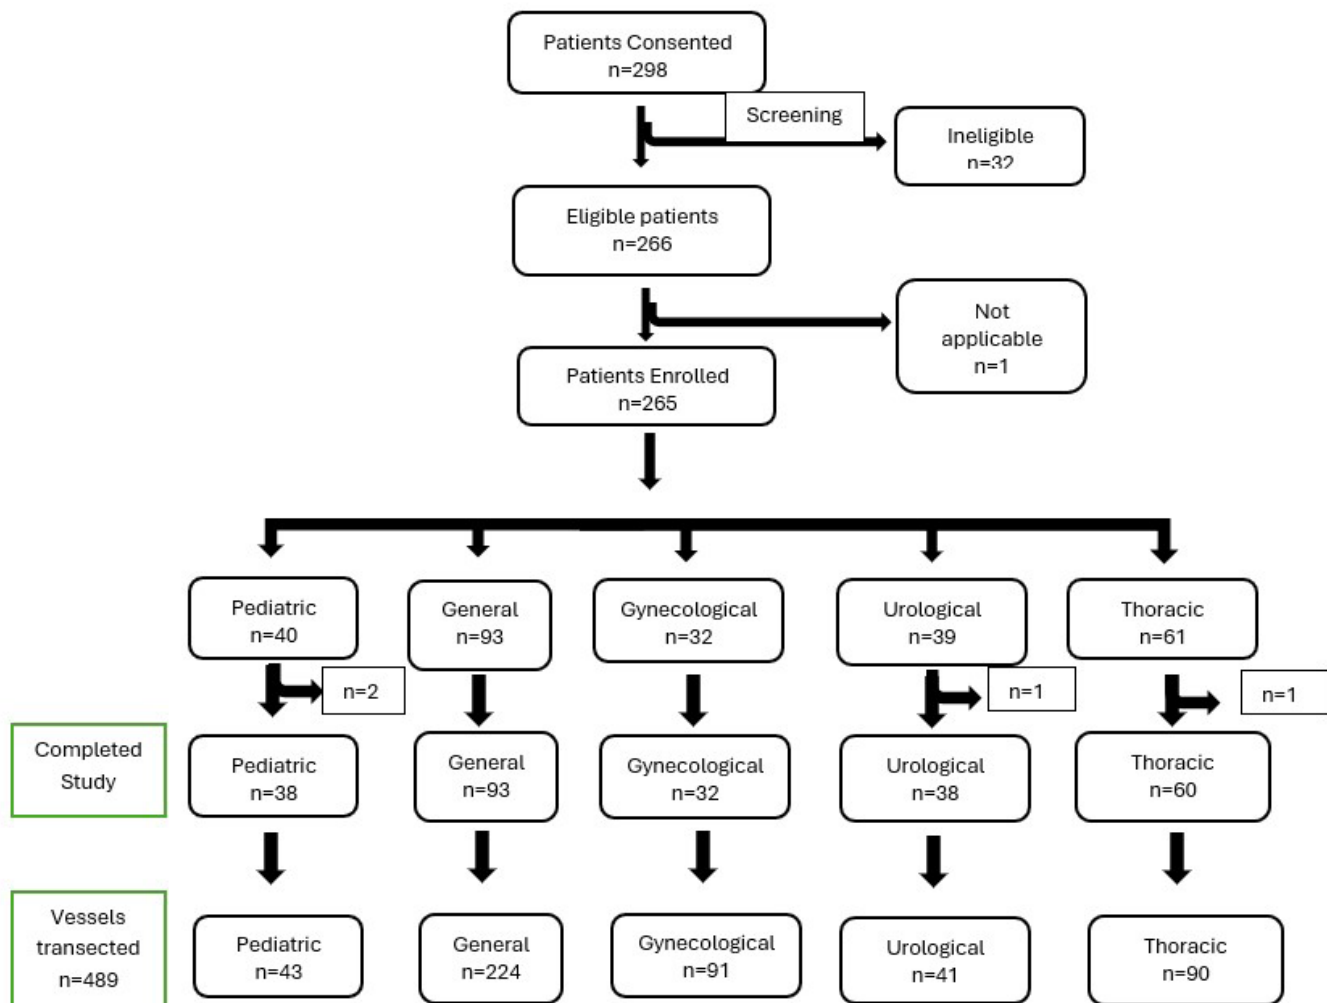 Patients Consented
n=298
Screening
Ineligible
n=32
Eligible patients
n=266
Not
applicable
n=1
Patients Enrolled
n=265
Pediatric
n=40
General
n=93
Gynecological
n=32
Urological
n=39
Thoracic
n=61
n=2
n=1
n=1
Completed
Study
Pediatric
n=38
General
n=93
Gynecological
n=32
Urological
n=38
Thoracic
n=60
Vessels
transected
n=489
Pediatric
n=43
General
n=224
Gynecological
n=91
Urological
n=41
Thoracic
n=90